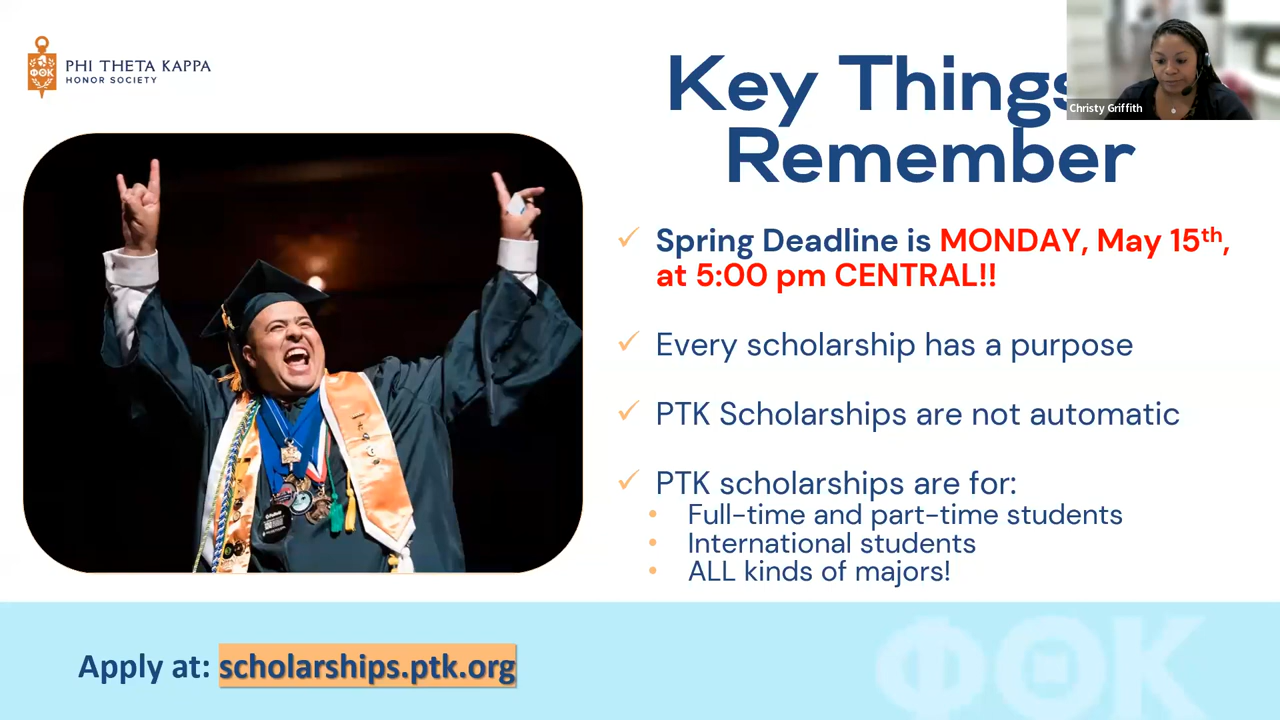 ΦΘΚ
PHI THETA KAPPA
HONOR SOCIETY
Key Things
Remember
Christy Griffith
✓ Spring Deadline is MONDAY, May 15th,
at 5:00 pm CENTRAL!!
✓ Every scholarship has a purpose
✓ PTK Scholarships are not automatic
✓ PTK scholarships are for:
• Full-time and part-time students
• International students
• ALL kinds of majors!
Apply at: scholarships.ptk.org
ΦΘΚ